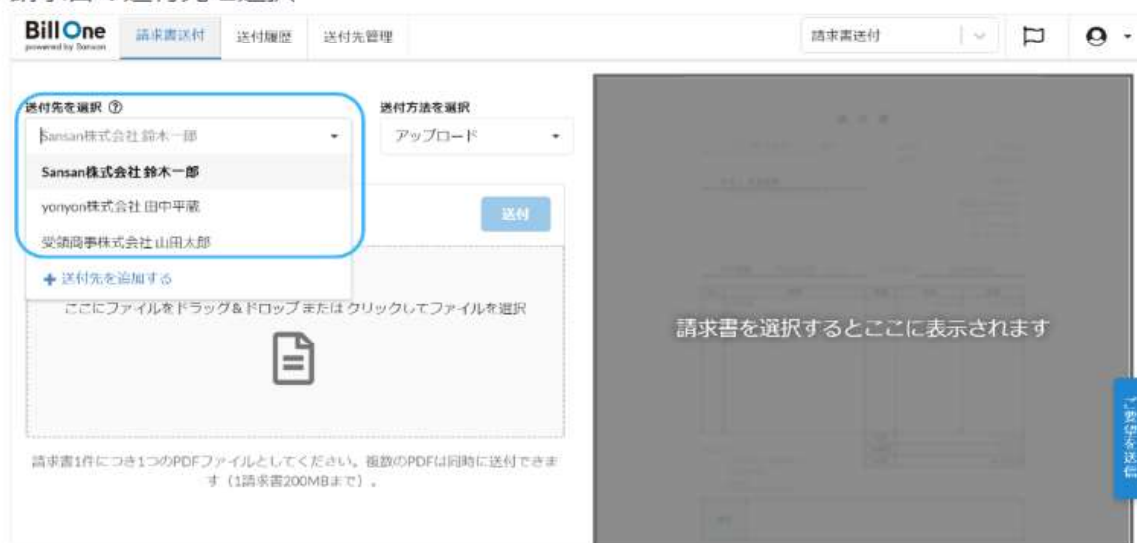 請求書の送付先を選択
Bill One
powered by Sansan
請求書送付
送付履歴
送付先管理
請求書送付
送付先を選択
送付方法を選択
Sansan株式会社 鈴木一郎
アップロード
Sansan株式会社 鈴木一郎
yonyon株式会社 田中平蔵
送付
受領商事株式会社 山田太郎
+ 送付先を追加する
ここにファイルをドラッグ&ドロップ または クリックしてファイルを選択
請求書を選択するとここに表示されます
ご要望を送信
請求書1件につき1つのPDFファイルとしてください。複数のPDFは同時に送付できま
す（1請求書200MBまで）。